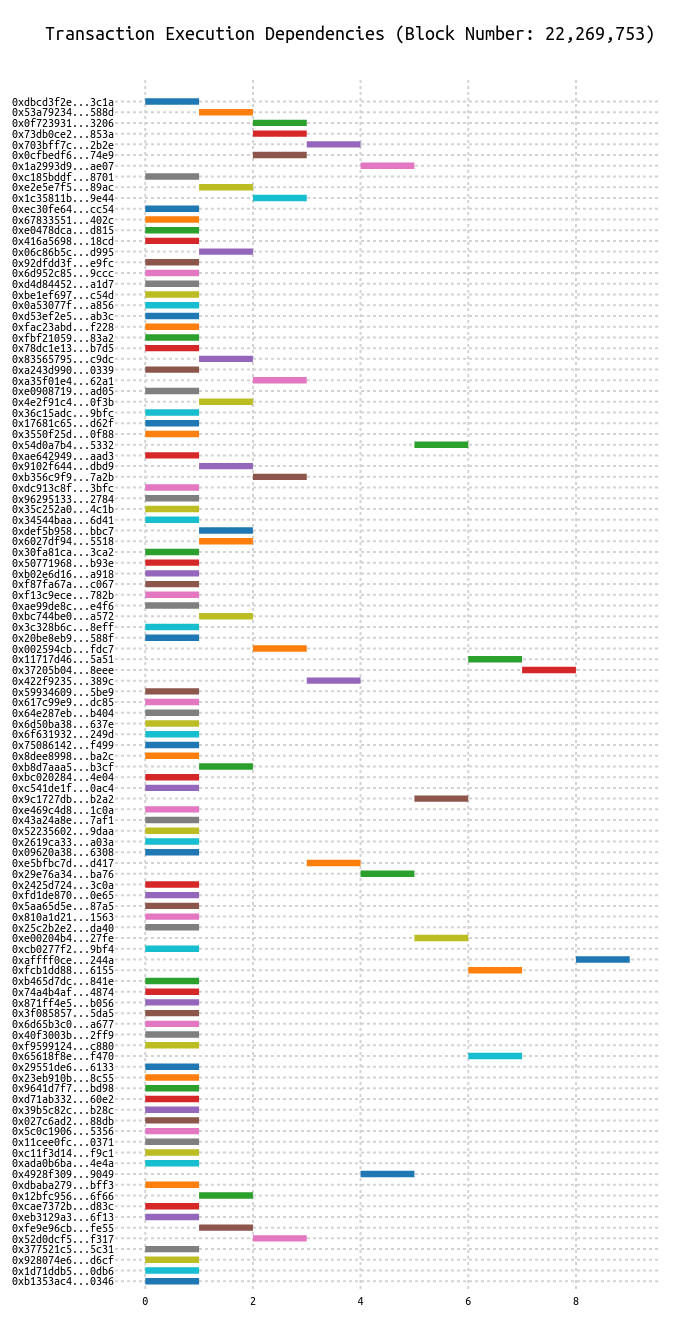 Transaction Execution Dependencies (Block Number: 22,269,753)
0xdbcd3f2e...3c1a
0x53a79234...588d
0x0f723931...3206
0x73db0ce2...853a
0x703bff7c...2b2e
0x0cfbedf6...74e9
0x1a2993d9...ae07
0xc185bddf...8701
0xe2e5e7f5...89ac
0x1c35811b...9e44
0xec30fe64...cc54
0x67833551...402c
0xe0478dca...d815
0x416a5698...18cd
0x06c86b5c...d995
0x92dfdd3f...e9fc
0x6d952c85...9ccc
0xd4d84452...a1d7
0xbe1ef697...c54d
0x0a53077f...a856
0xd53ef2e5...ab3c
0xfac23abd...f228
0xfbf21059...83a2
0x78dc1e13...b7d5
0x83565795...c9dc
0xa243d990...0339
0xa35f01e4...62a1
0xe0908719...ad05
0x4e2f91c4...0f3b
0x36c15adc...9bfc
0x17681c65...d62f
0x3550f25d...0f88
0x54d0a7b4...5332
0xae642949...aad3
0x9102f644...dbd9
0xb356c9f9...7a2b
0xdc913c8f...3bfc
0x96295133...2784
0x35c252a0...4c1b
0x34544baa...6d41
0xdef5b958...bbc7
0x6027df94...5518
0x30fa81ca...3ca2
0x50771968...b93e
0xb02e6d16...a918
0xf87fa67a...c067
0xf13c9ece...782b
0xae99de8c...e4f6
0xbc744be0...a572
0x3c328b6c...8eff
0x20be8eb9...588f
0x002594cb...fdc7
0x11717d46...5a51
0x37205b04...8eee
0x422f9235...389c
0x59934609...5be9
0x617c99e9...dc85
0x64e287eb...b404
0x6d50ba38...637e
0x6f631932...249d
0x75086142...f499
0x8dee8998...ba2c
0xb8d7aaa5...b3cf
0xbc020284...4e04
0xc541de1f...0ac4
0x9c1727db...b2a2
0xe469c4d8...1c0a
0x43a24a8e...7af1
0x52235602...9daa
0x2619ca33...a03a
0x09620a38...6308
0xe5bfbc7d...d417
0x29e76a34...ba76
0x2425d724...3c0a
0xfd1de870...0e65
0x5aa65d5e...87a5
0x810a1d21...1563
0x25c2b2e2...da40
0xe00204b4...27fe
0xcb0277f2...9bf4
0xaffff0ce...244a
0xfcb1dd88...6155
0xb465d7dc...841e
0x74a4b4af...4874
0x871ff4e5...b056
0x3f085857...5da5
0x6d65b3c0...a677
0x40f3003b...2ff9
0xf9599124...c880
0x65618f8e...f470
0x29551de6...6133
0x23eb910b...8c55
0x9641d7f7...bd98
0xd71ab332...60e2
0x39b5c82c...b28c
0x027c6ad2...88db
0x5c0c1906...5356
0x11cee0fc...0371
0xc11f3d14...f9c1
0xada0b6ba...4e4a
0x4928f309...9049
0xdbaba279...bff3
0x12bfc956...6f66
0xcae7372b...d83c
0xeb3129a3...6f13
0xfe9e96cb...fe55
0x52d0dcf5...f317
0x377521c5...5c31
0x928074e6...d6cf
0x1d71ddb5...0db6
0xb1353ac4...0346
0 2 4 6 8